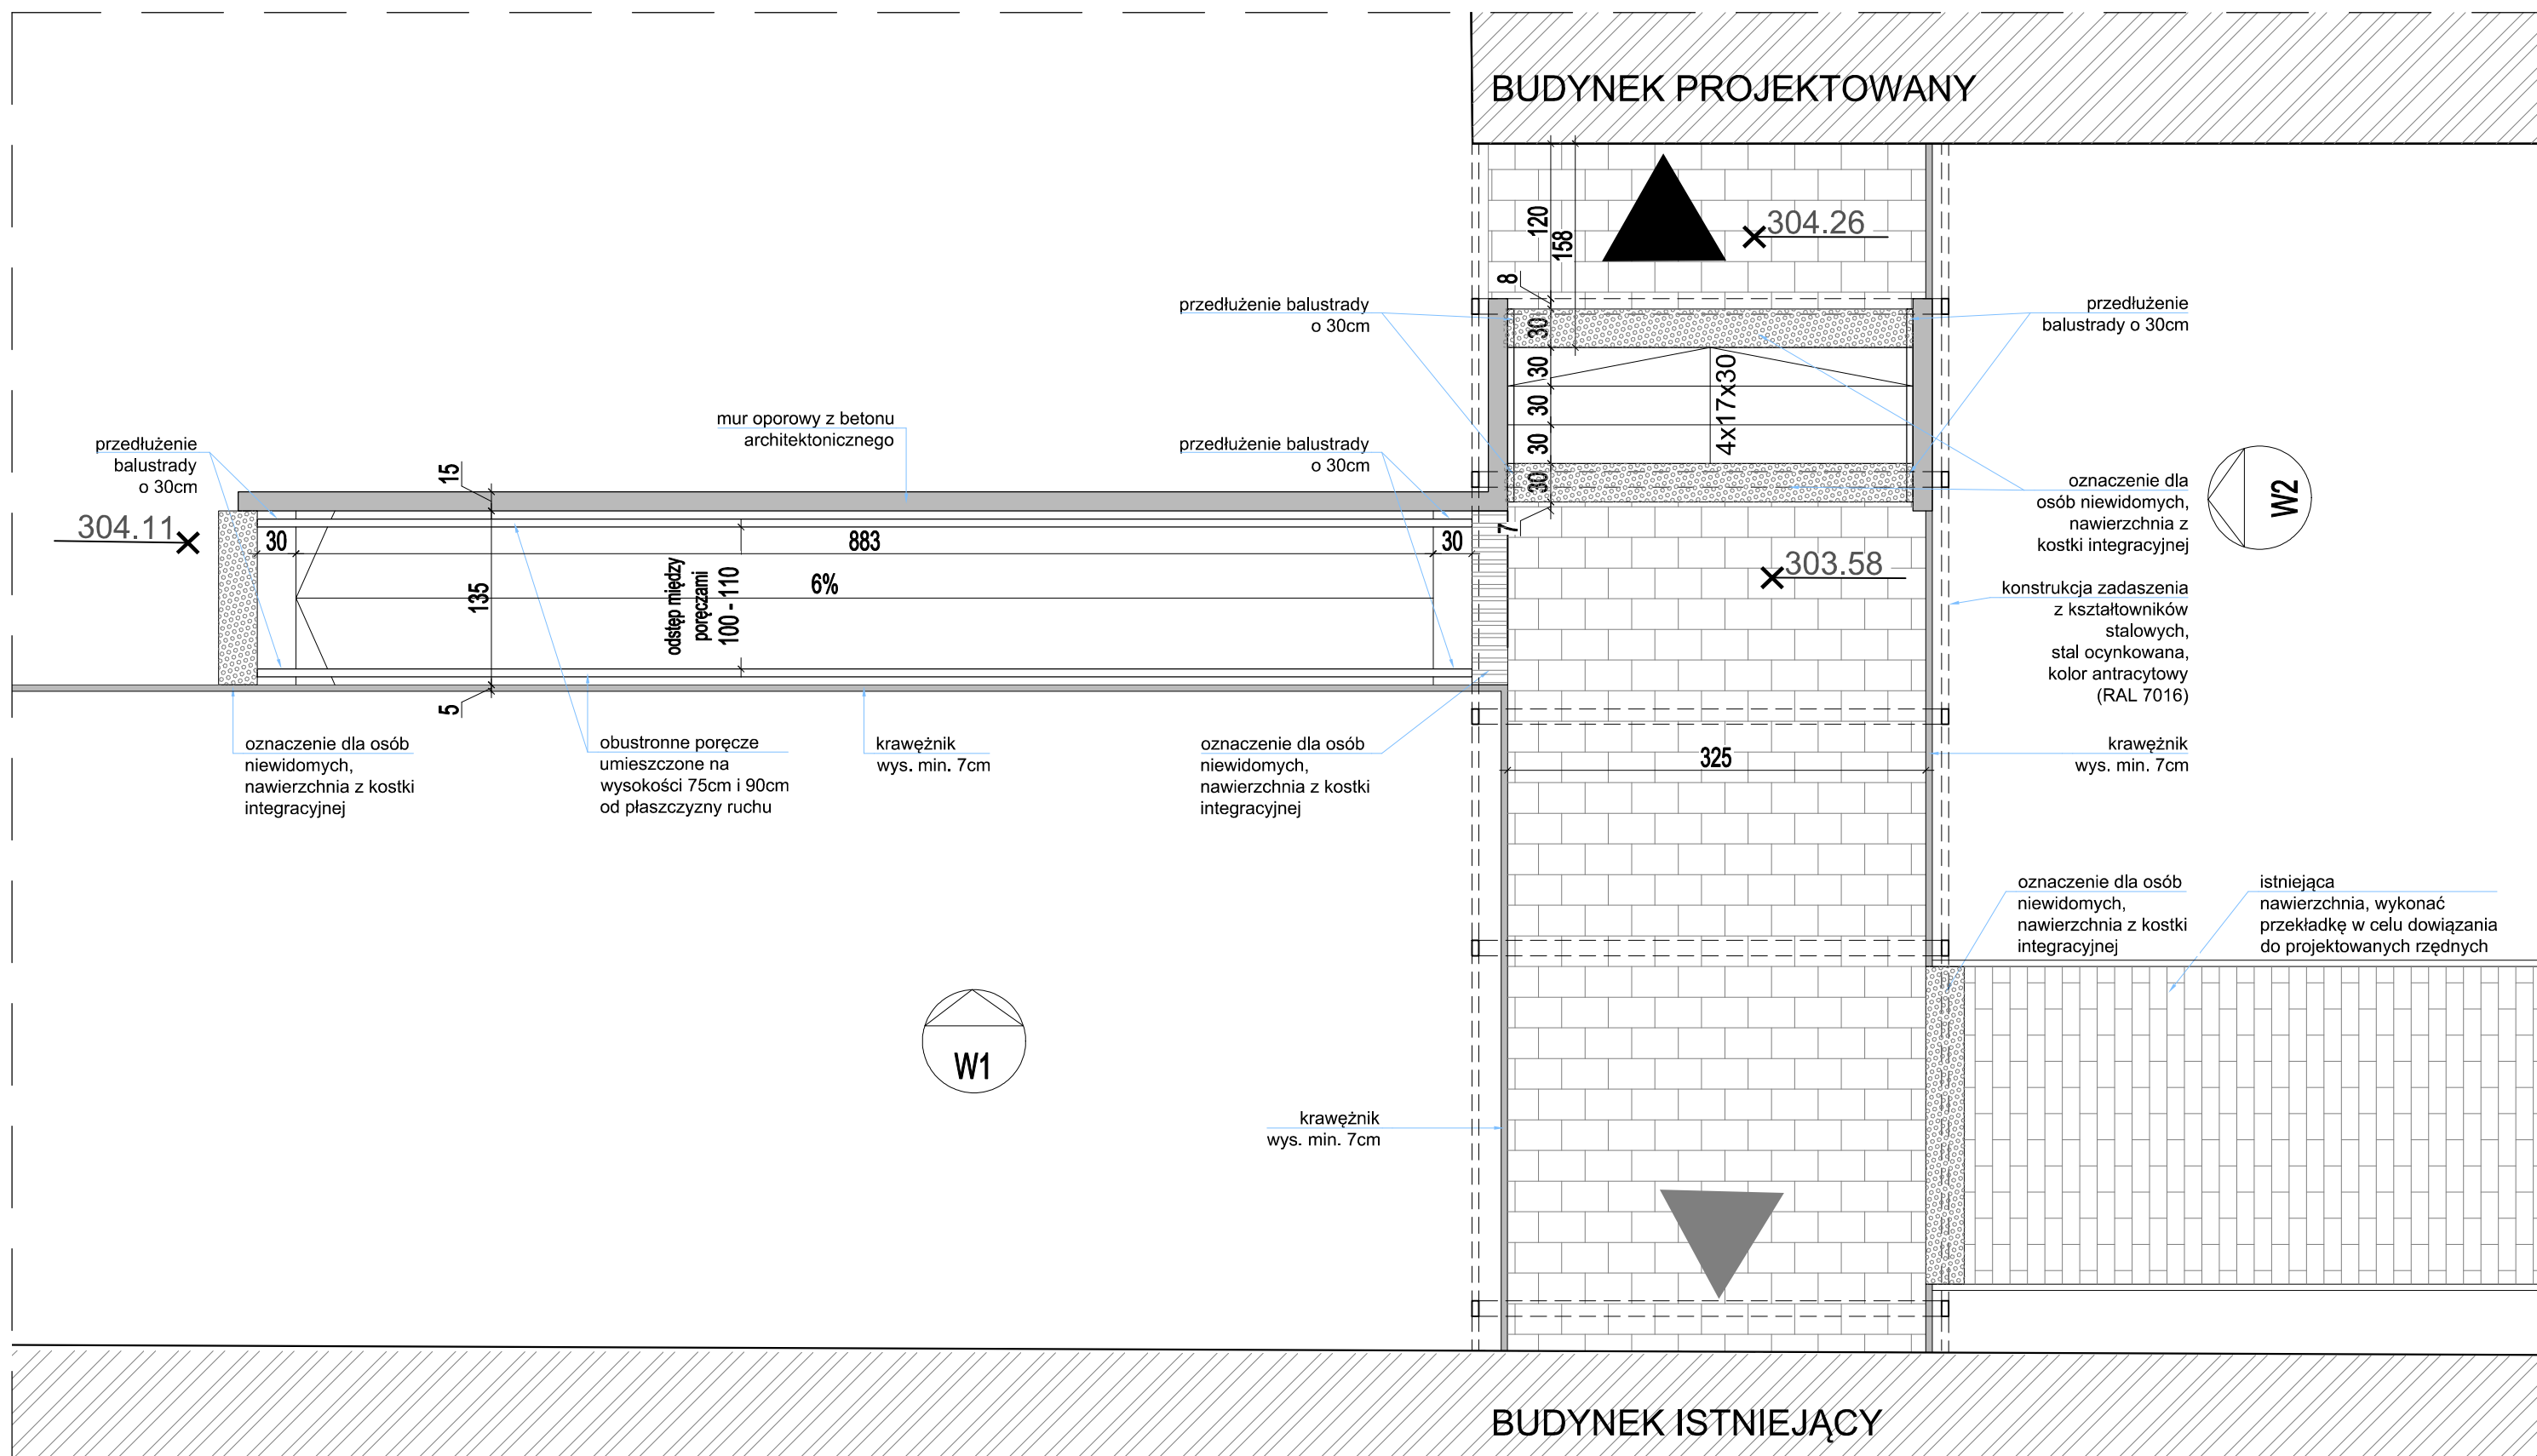 BUDYNEK PROJEKTOWANY
120
158
304.26
8
przedłużenie balustrady
o 30cm
przedłużenie
balustrady o 30cm
30
30
30
30
30
4x17x30
7
mur oporowy z betonu
architektonicznego
przedłużenie balustrady
o 30cm
przedłużenie
balustrady
o 30cm
15
304.11
30
883
30
135
odstęp między
poręczami
100 - 110
6%
5
oznaczenie dla
osób niewidomych,
nawierzchnia z
kostki integracyjnej
W2
303.58
konstrukcja zadaszenia
z kształtowników
stalowych,
stal ocynkowana,
kolor antracytowy
(RAL 7016)
oznaczenie dla osób
niewidomych,
nawierzchnia z kostki
integracyjnej
obustronne poręcze
umieszczone na
wysokości 75cm i 90cm
od płaszczyzny ruchu
krawężnik
wys. min. 7cm
oznaczenie dla osób
niewidomych,
nawierzchnia z kostki
integracyjnej
325
krawężnik
wys. min. 7cm
oznaczenie dla osób
niewidomych,
nawierzchnia z kostki
integracyjnej
istniejąca
nawierzchnia, wykonać
przekładkę w celu dowiązania
do projektowanych rzędnych
W1
krawężnik
wys. min. 7cm
BUDYNEK ISTNIEJĄCY